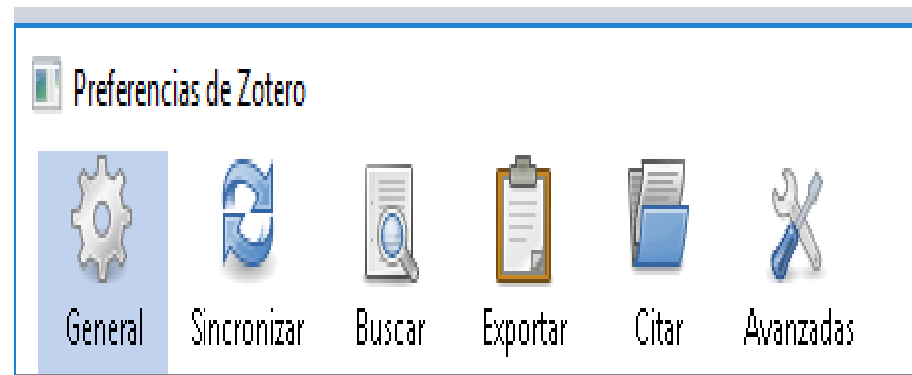 Preferencias de Zotero
General Sincronizar Buscar Exportar Citar Avanzadas